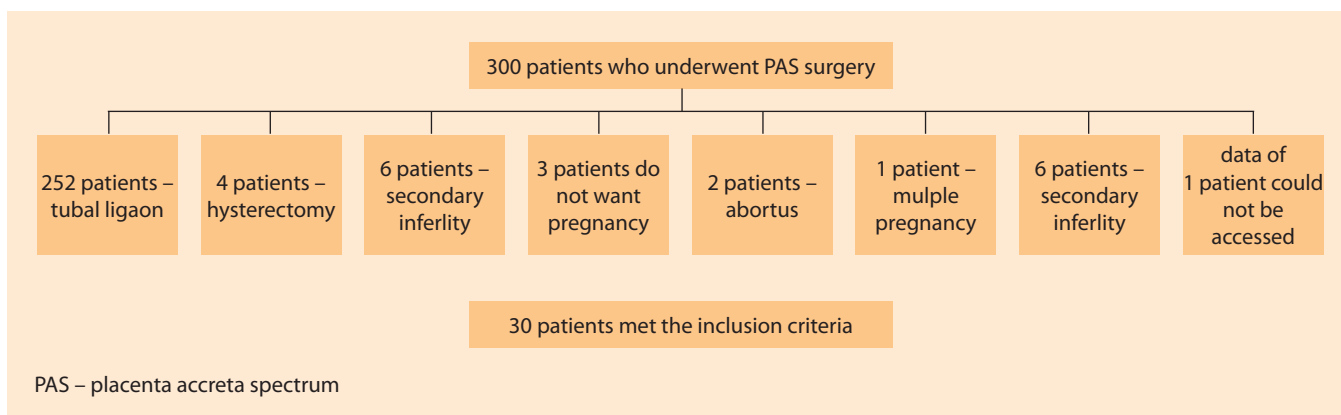 300 patients who underwent PAS surgery
252 patients –
tubal ligaon
4 patients –
hysterectomy
6 patients –
secondary
inferlity
3 patients do
not want
pregnancy
2 patients –
abortus
1 patient –
mulple
pregnancy
6 patients –
secondary
inferlity
data of
1 patient could
not be
accessed
30 patients met the inclusion criteria
PAS – placenta accreta spectrum